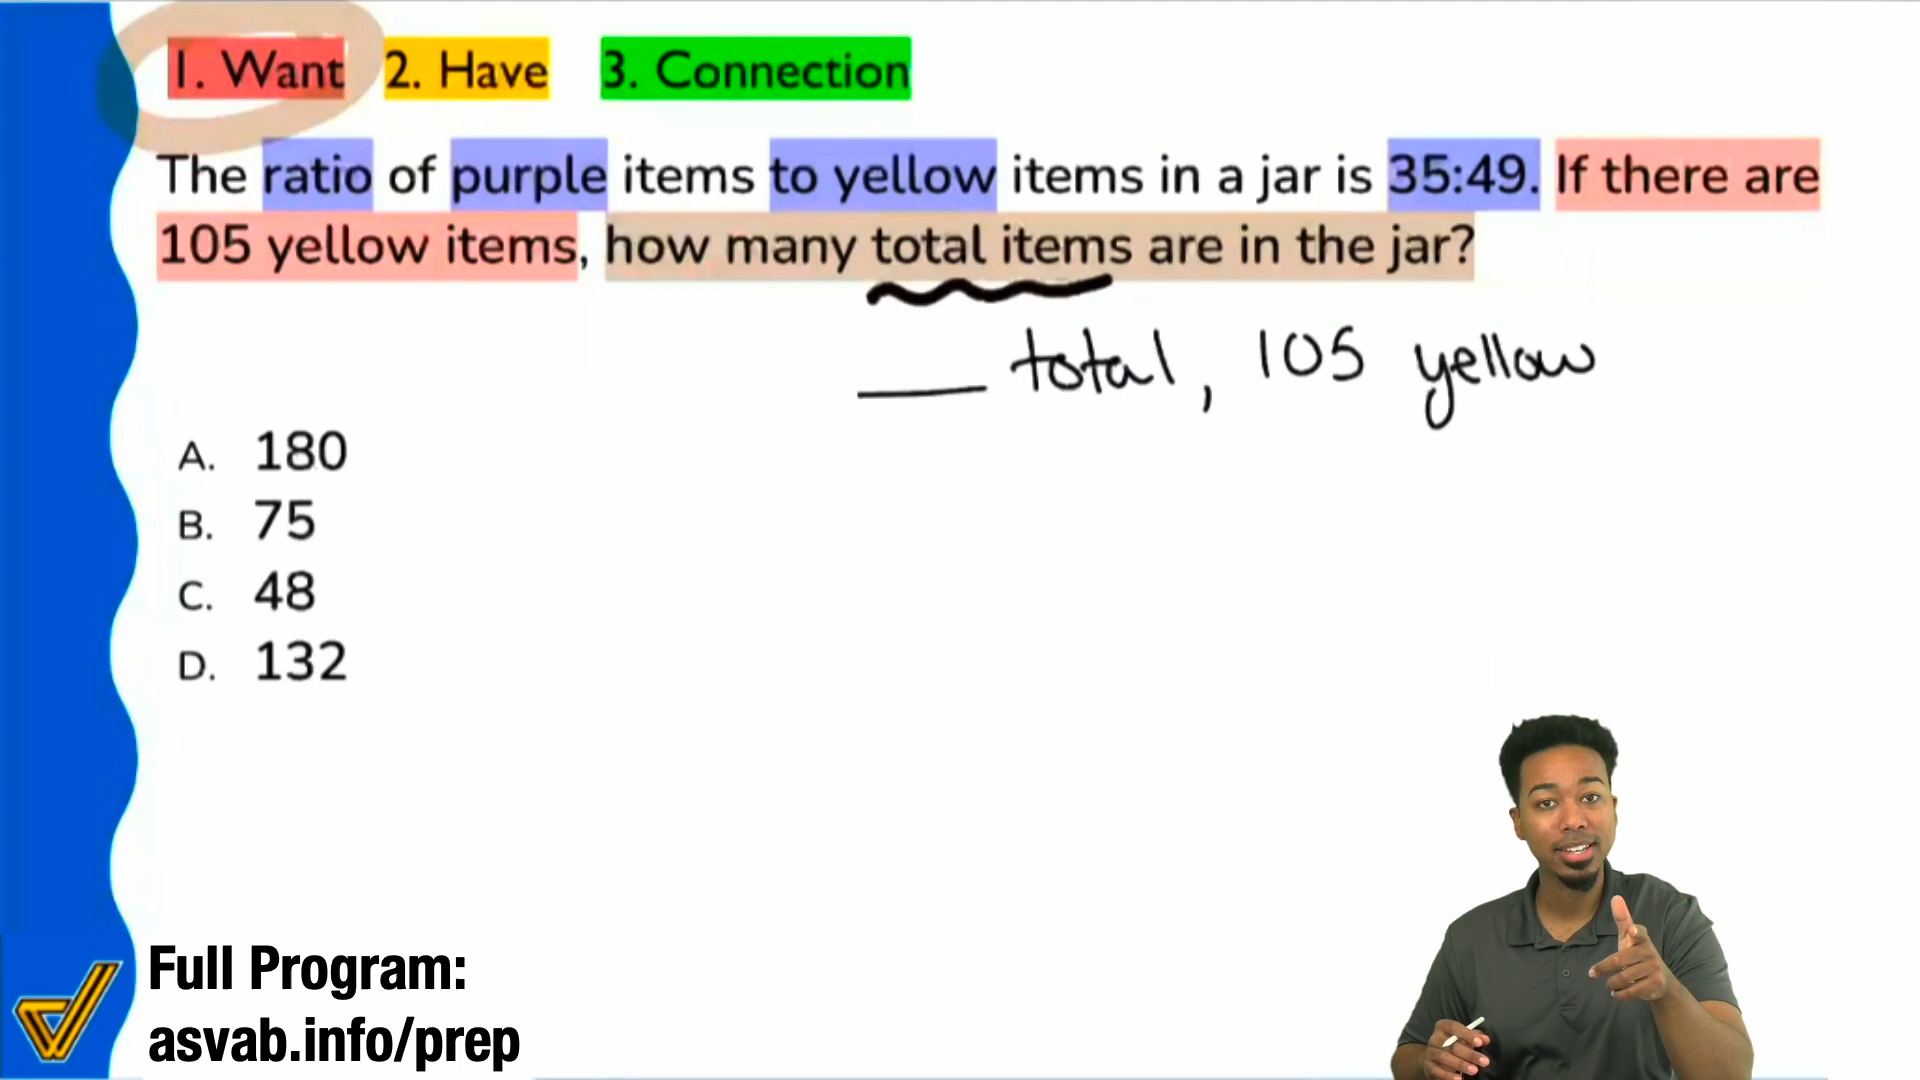 1. Want 2. Have 3. Connection
The ratio of purple items to yellow items in a jar is 35:49. If there are
105 yellow items, how many total items are in the jar?
___ total, 105 yellow
A. 180
B. 75
C. 48
D. 132
Full Program:
asvab.info/prep